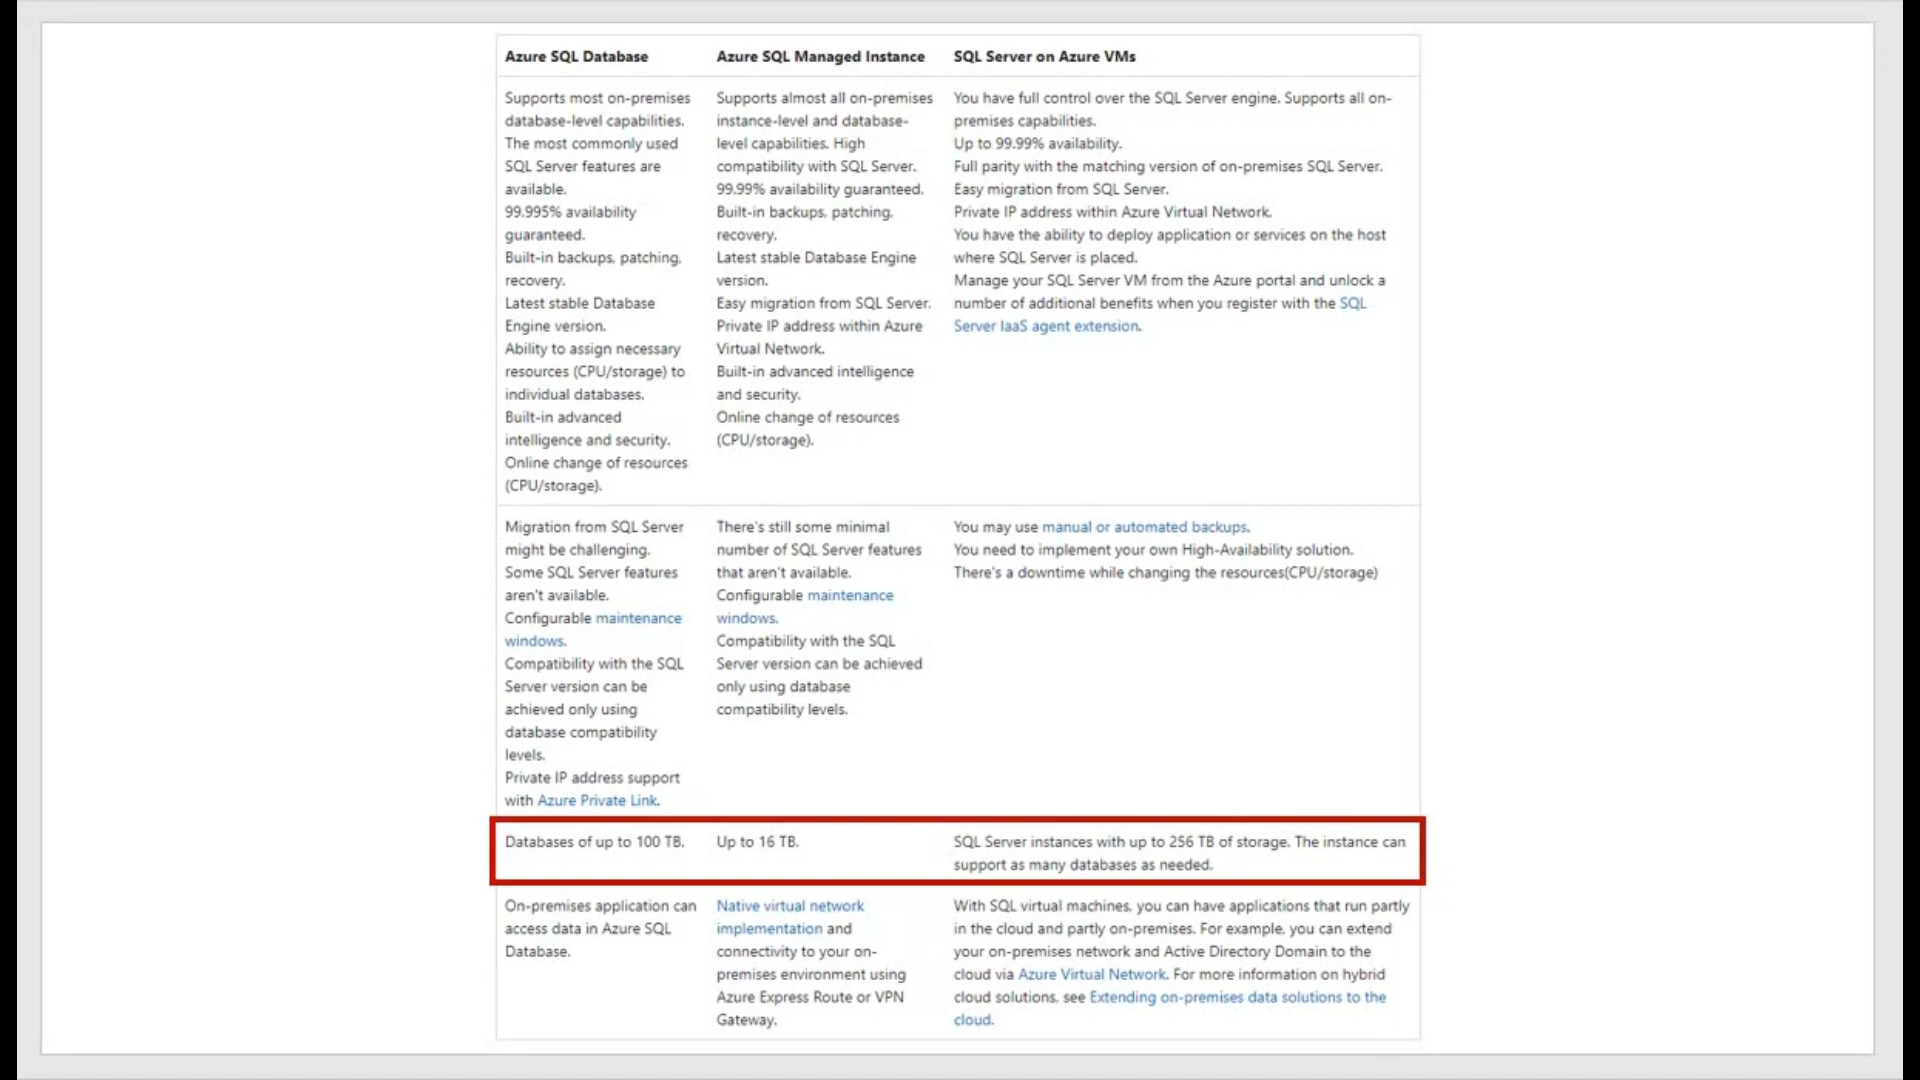 Azure SQL Database
Azure SQL Managed Instance
SQL Server on Azure VMs
Supports most on-premises
database-level capabilities.
The most commonly used
SQL Server features are
available.
99.995% availability
guaranteed.
Built-in backups, patching,
recovery.
Latest stable Database
Engine version.
Ability to assign necessary
resources (CPU/storage) to
individual databases.
Built-in advanced
intelligence and security.
Online change of resources
(CPU/storage).
Supports almost all on-premises
instance-level and database-
level capabilities. High
compatibility with SQL Server.
99.99% availability guaranteed.
Built-in backups, patching,
recovery.
Latest stable Database Engine
version.
Easy migration from SQL Server.
Private IP address within Azure
Virtual Network.
Built-in advanced intelligence
and security.
Online change of resources
(CPU/storage).
You have full control over the SQL Server engine. Supports all on-
premises capabilities.
Up to 99.99% availability.
Full parity with the matching version of on-premises SQL Server.
Easy migration from SQL Server.
Private IP address within Azure Virtual Network.
You have the ability to deploy application or services on the host
where SQL Server is placed.
Manage your SQL Server VM from the Azure portal and unlock a
number of additional benefits when you register with the SQL
Server IaaS agent extension.
Migration from SQL Server
might be challenging.
Some SQL Server features
aren't available.
Configurable maintenance
windows.
Compatibility with the SQL
Server version can be
achieved only using
database compatibility
levels.
Private IP address support
with Azure Private Link.
There's still some minimal
number of SQL Server features
that aren't available.
Configurable maintenance
windows.
Compatibility with the SQL
Server version can be achieved
only using database
compatibility levels.
You may use manual or automated backups.
You need to implement your own High-Availability solution.
There's a downtime while changing the resources(CPU/storage)
Databases of up to 100 TB.
Up to 16 TB.
SQL Server instances with up to 256 TB of storage. The instance can
support as many databases as needed.
On-premises application can
access data in Azure SQL
Database.
Native virtual network
implementation and
connectivity to your on-
premises environment using
Azure Express Route or VPN
Gateway.
With SQL virtual machines, you can have applications that run partly
in the cloud and partly on-premises. For example, you can extend
your on-premises network and Active Directory Domain to the
cloud via Azure Virtual Network. For more information on hybrid
cloud solutions, see Extending on-premises data solutions to the
cloud.